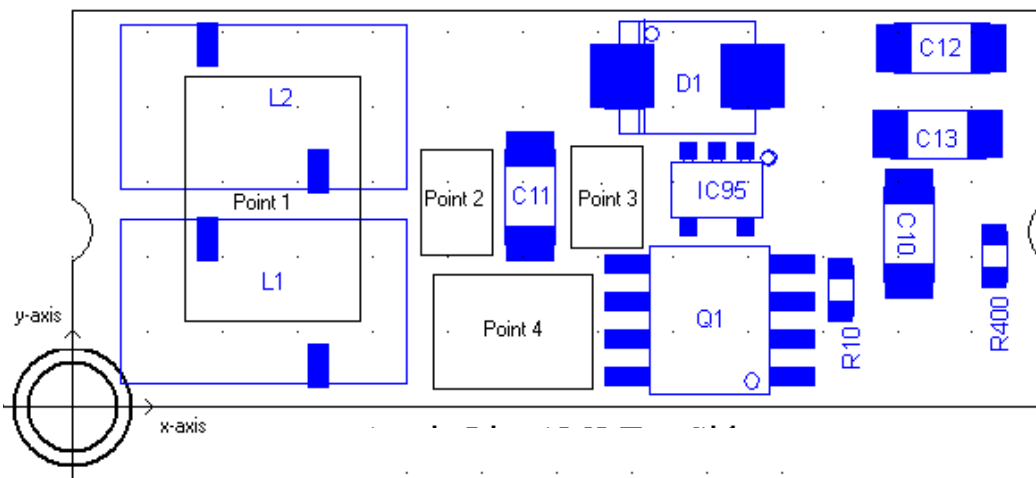 C12
L2
D1
C13
Point 1
Point 2
C11
Point 3
IC95
C10
L1
y-axis
Point 4
Q1
R10
R400
x-axis